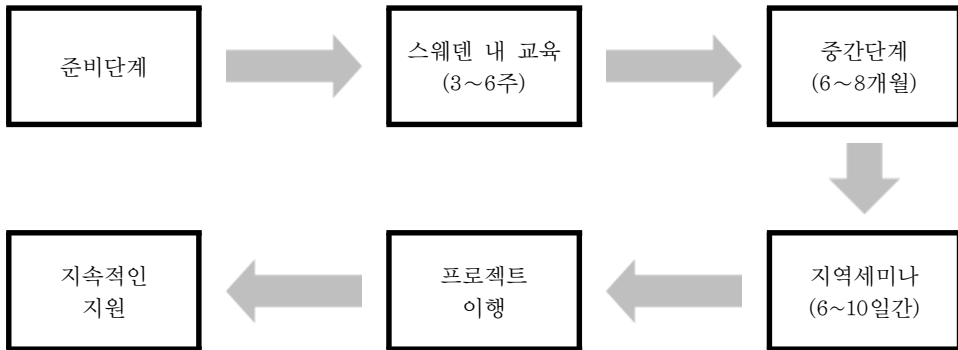 준비단계
스웨덴 내 교육
(3～6주)
중간단계
(6～8개월)
지역세미나
(6~10일간)
프로젝트
이행
지속적인
지원